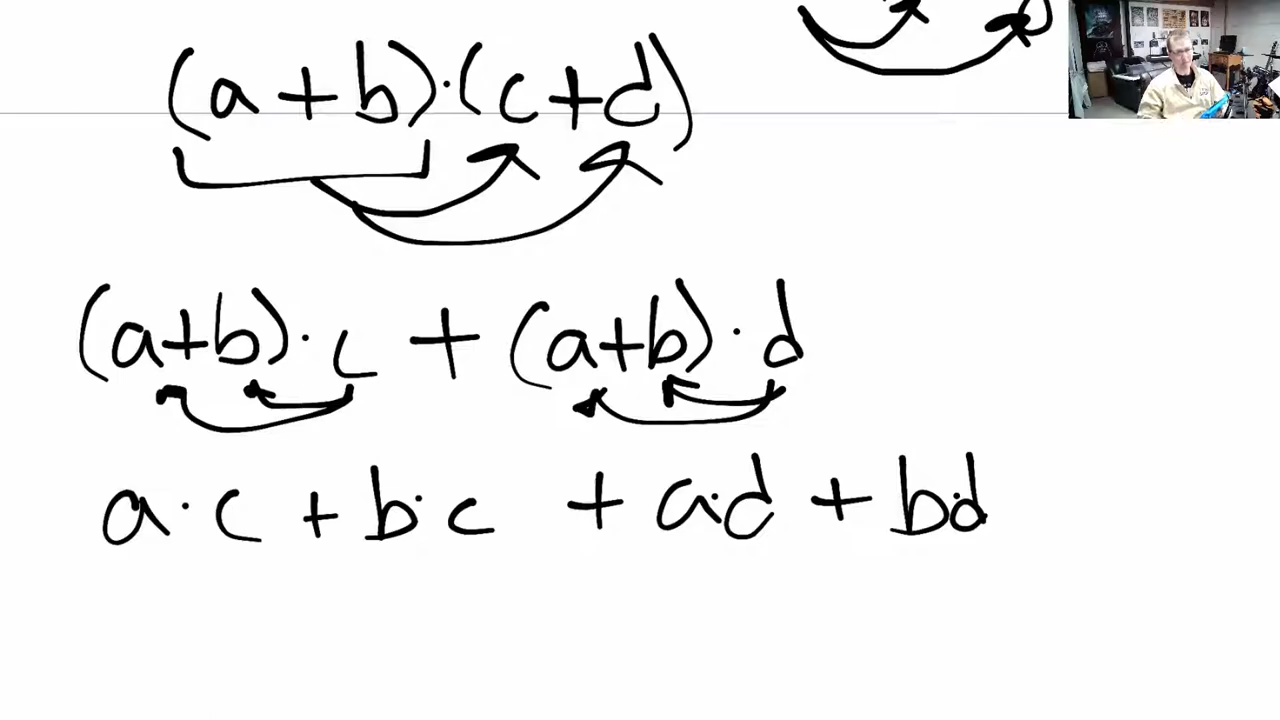 (a + b) · (c + d)
(a + b) · c + (a + b) · d
a · c + b · c + a · d + b · d